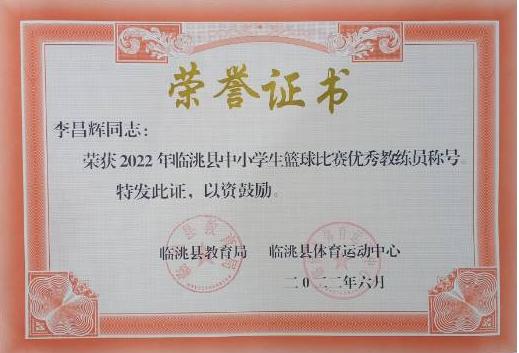 荣誉证书
李昌辉同志：
荣获2022年临洮县中小学生篮球比赛优秀教练员称号。
特发此证，以资鼓励。
临洮县教育局 临洮县体育运动中心
二〇二二年六月